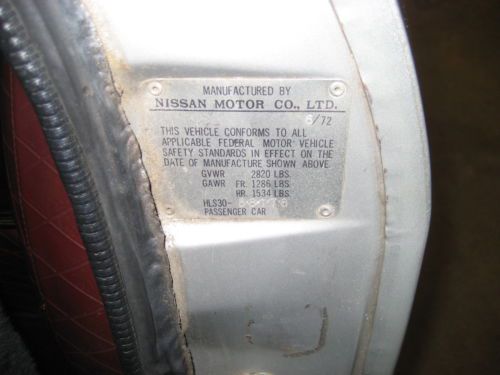 MANUFACTURED BY
NISSAN MOTOR CO., LTD.
6/72
THIS VEHICLE CONFORMS TO ALL
APPLICABLE FEDERAL MOTOR VEHICLE
SAFETY STANDARDS IN EFFECT ON THE
DATE OF MANUFACTURE SHOWN ABOVE.
GVWR 2820 LBS.
GAWR FR. 1286 LBS.
RR. 1534 LBS.
HLS30-
PASSENGER CAR